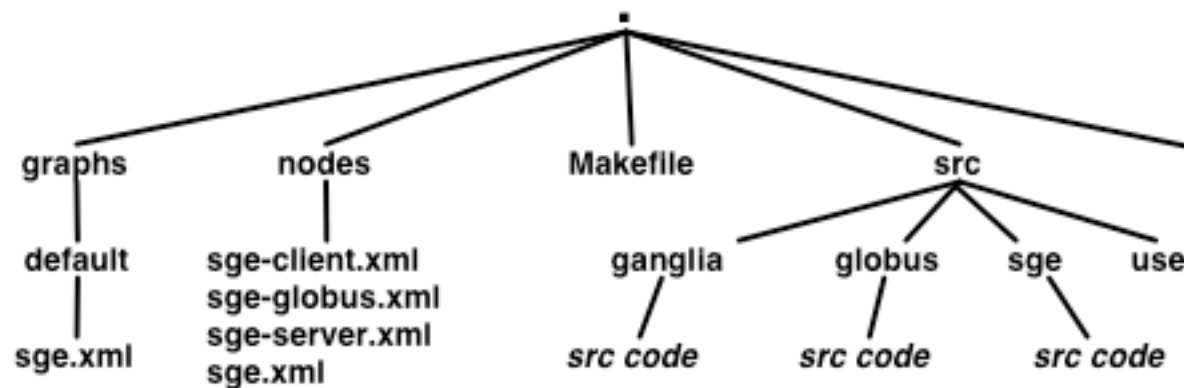 .
graphs nodes Makefile src
default sge-client.xml ganglia globus sge use
sge-globus.xml
sge-server.xml
sge.xml src code src code src code
sge.xml